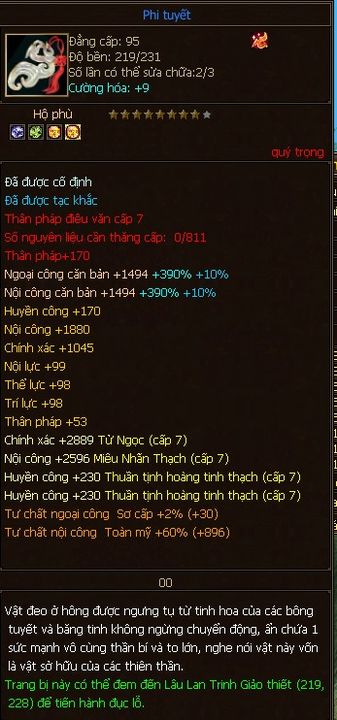 Phi tuyết
Đẳng cấp: 95
Độ bền: 219/231
Số lần có thể sửa chữa:2/3
Cường hóa: +9
Hộ phù
quý trọng
Đã được cố định
Đã được tạc khắc
Thân pháp điêu văn cấp 7
Số nguyên liệu cần thăng cấp: 0/811
Thân pháp+170
Ngoại công căn bản +1494 +390% +10%
Nội công căn bản +1494 +390% +10%
Huyền công +170
Nội công +1880
Chính xác +1045
Nội lực +99
Thể lực +98
Trí lực +98
Thân pháp +53
Chính xác +2889 Tử Ngọc (cấp 7)
Nội công +2596 Miêu Nhãn Thạch (cấp 7)
Huyền công +230 Thuần tịnh hoàng tinh thạch (cấp 7)
Huyền công +230 Thuần tịnh hoàng tinh thạch (cấp 7)
Tư chất ngoại công Sơ cấp +2% (+30)
Tư chất nội công Toàn mỹ +60% (+896)
00
Vật đeo ở hông được ngưng tụ từ tinh hoa của các bông
tuyết và băng tinh không ngừng chuyển động, ẩn chứa 1
sức mạnh vô cùng thần bí và to lớn, nghe nói vật này vốn
là vật sở hữu của các thiên thần.
Trang bị này có thể đem đến Lâu Lan Trinh Giảo thiết (219,
228) để tiến hành đục lỗ.